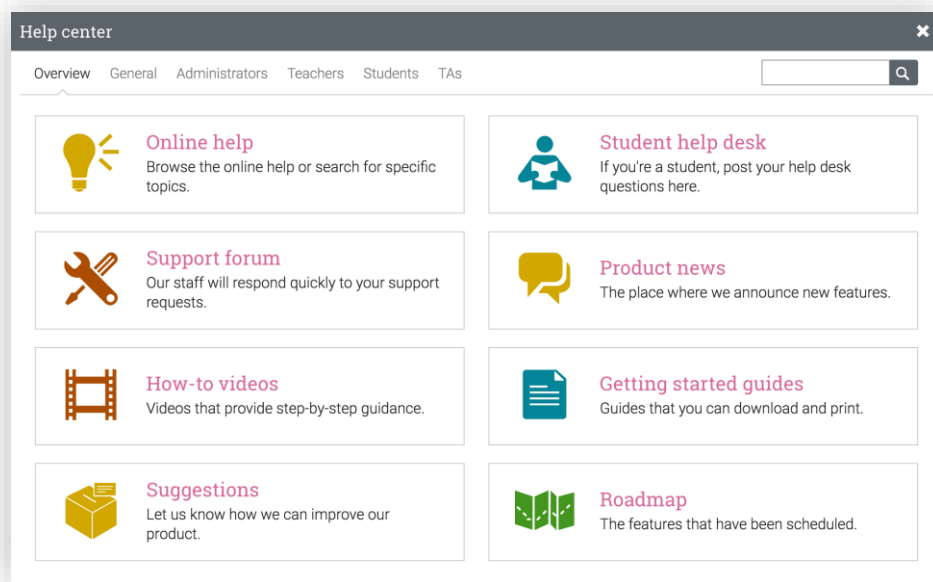 Help center
Overview General Administrators Teachers Students TAs
Online help
Browse the online help or search for specific
topics.
Student help desk
If you're a student, post your help desk
questions here.
Support forum
Our staff will respond quickly to your support
requests.
Product news
The place where we announce new features.
How-to videos
Videos that provide step-by-step guidance.
Getting started guides
Guides that you can download and print.
Suggestions
Let us know how we can improve our
product.
Roadmap
The features that have been scheduled.